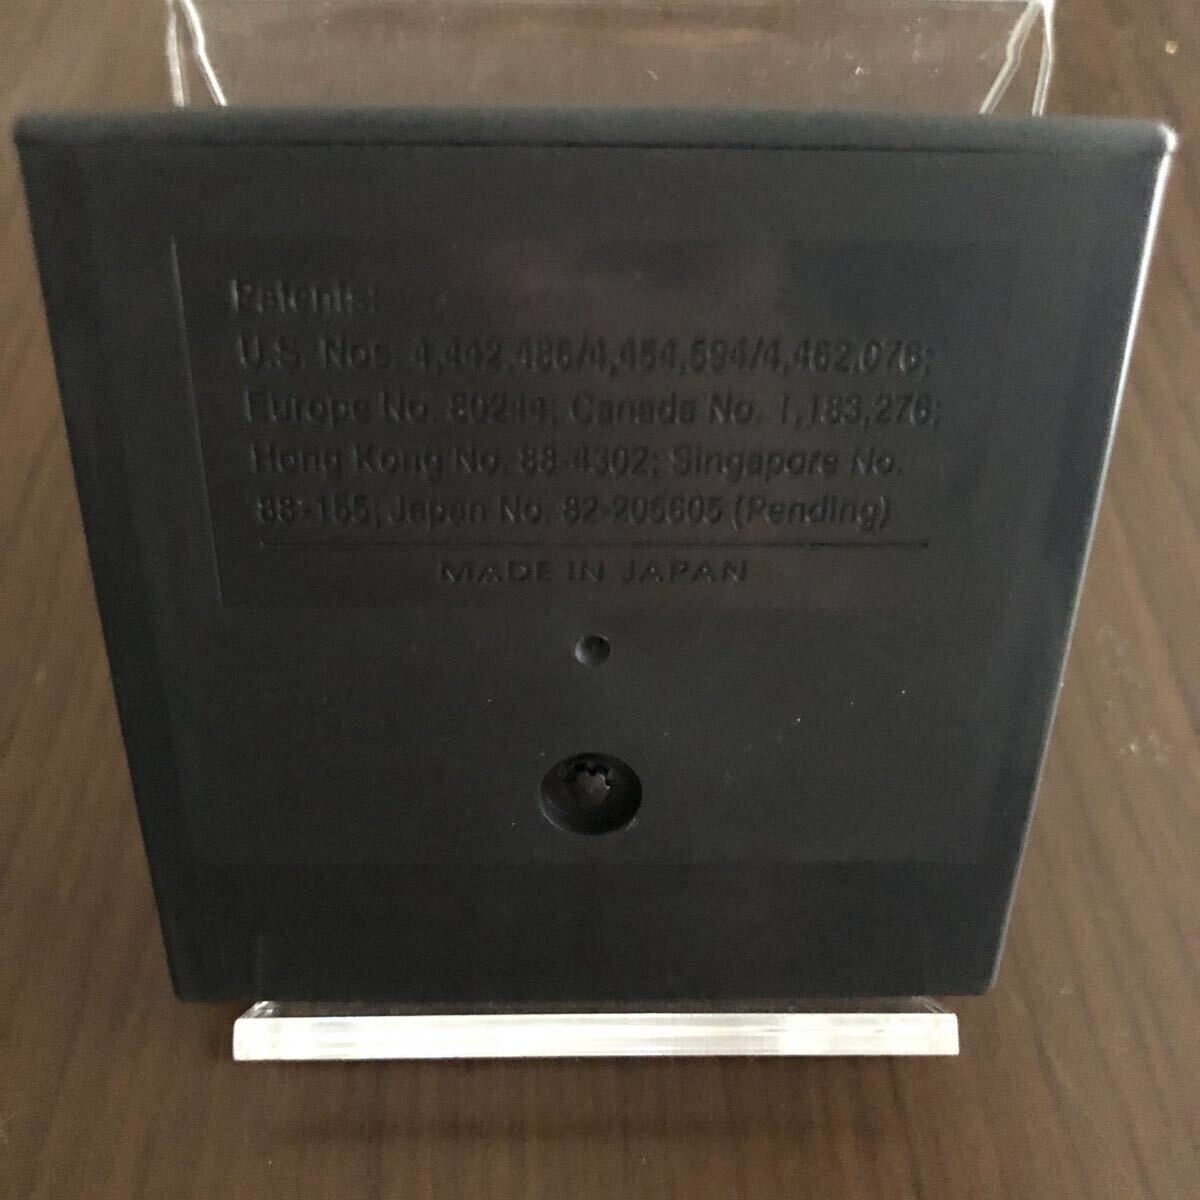 Patents:
U.S. Nos. 4,442,486/4,454,594/4,462,076;
Europe No. 80244; Canada No. 1,183,276;
Hong Kong No. 88-4302; Singapore No.
88-155; Japan No. 82-205605 (Pending)
MADE IN JAPAN